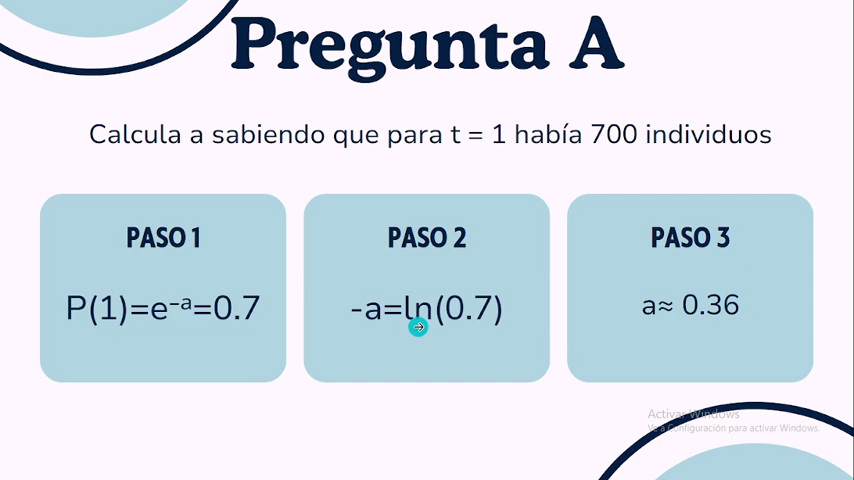 Pregunta A
Calcula a sabiendo que para t = 1 había 700 individuos
PASO 1
P(1)=e⁻ᵃ=0.7
PASO 2
-a=ln(0.7)
PASO 3
a≈ 0.36
Activar Windows
Ve a Configuración para activar Windows.